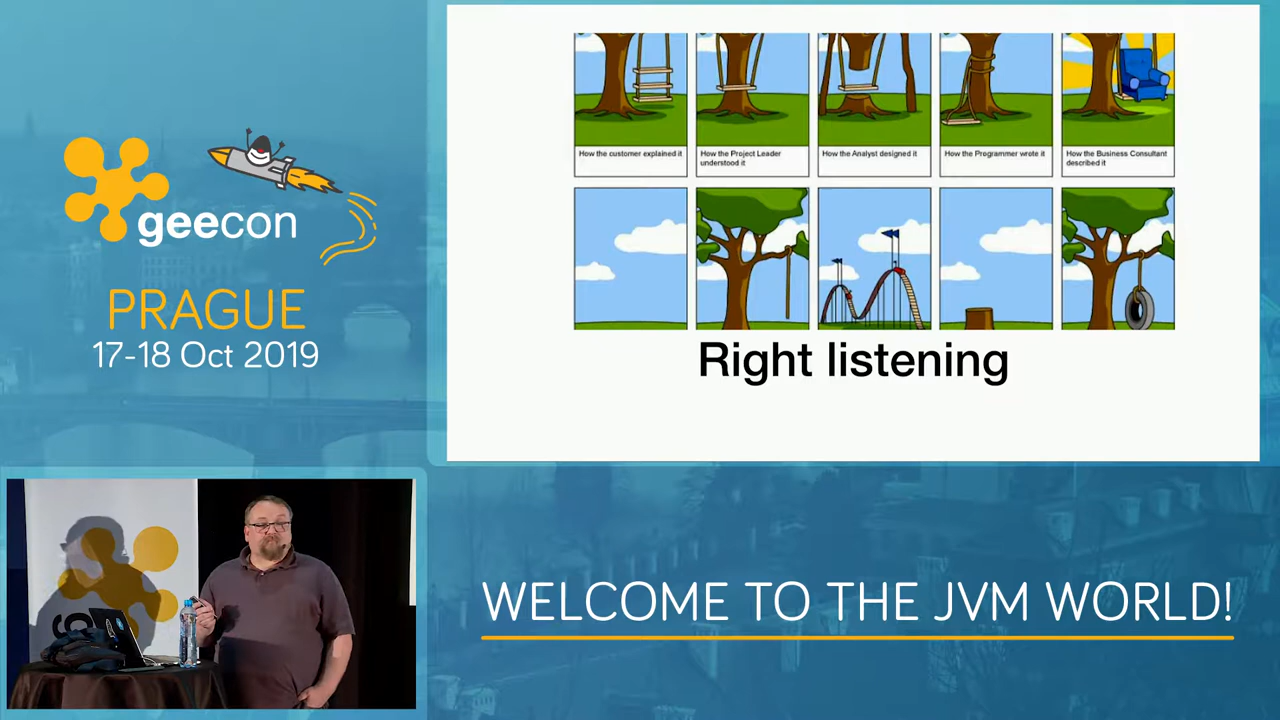 geecon
PRAGUE
17-18 Oct 2019
How the customer explained it
How the Project Leader
understood it
How the Analyst designed it
How the Programmer wrote it
How the Business Consultant
described it
Right listening
WELCOME TO THE JVM WORLD!